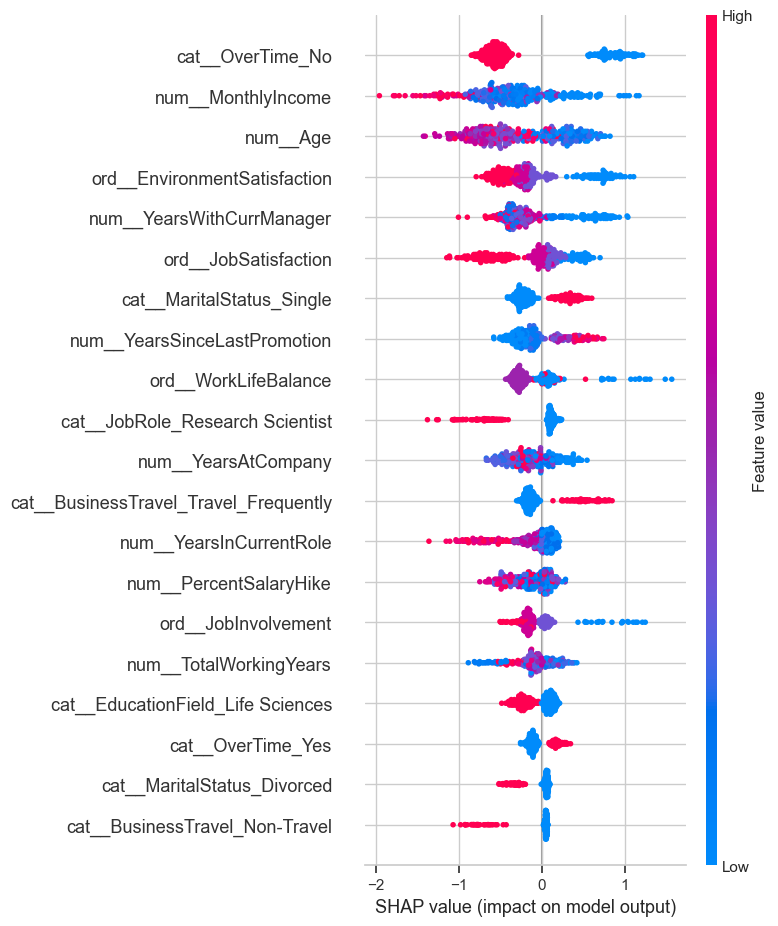 High
cat__OverTime_No
num__MonthlyIncome
num__Age
ord__EnvironmentSatisfaction
num__YearsWithCurrManager
ord__JobSatisfaction
cat__MaritalStatus_Single
num__YearsSinceLastPromotion
ord__WorkLifeBalance
cat__JobRole_Research Scientist
num__YearsAtCompany
cat__BusinessTravel_Travel_Frequently
num__YearsInCurrentRole
num__PercentSalaryHike
ord__JobInvolvement
num__TotalWorkingYears
cat__EducationField_Life Sciences
cat__OverTime_Yes
cat__MaritalStatus_Divorced
cat__BusinessTravel_Non-Travel
Feature value
Low
−2 −1 0 1
SHAP value (impact on model output)